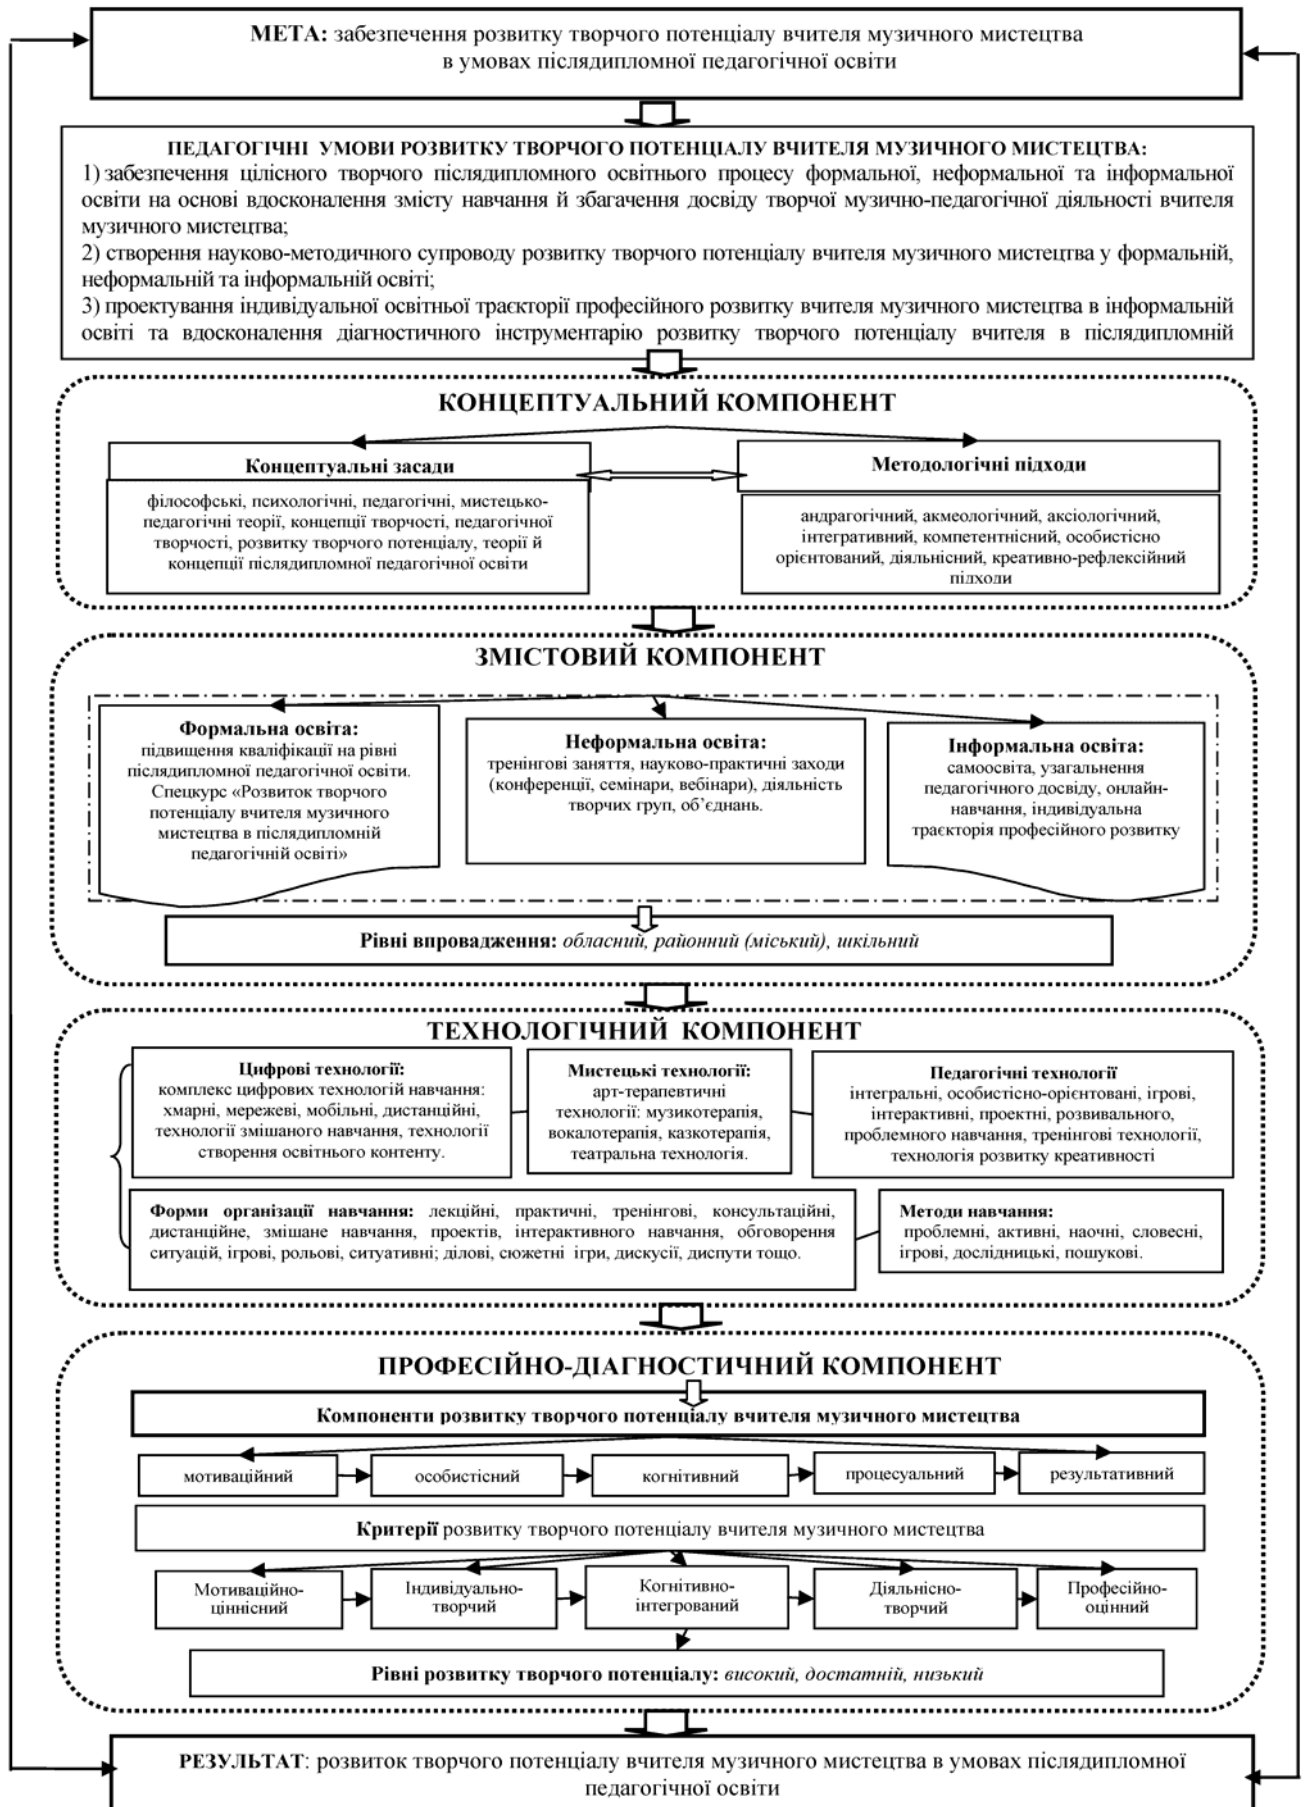 МЕТА: забезпечення розвитку творчого потенціалу вчителя музичного мистецтва
в умовах післядипломної педагогічної освіти
ПЕДАГОГІЧНІ УМОВИ РОЗВИТКУ ТВОРЧОГО ПОТЕНЦІАЛУ ВЧИТЕЛЯ МУЗИЧНОГО МИСТЕЦТВА:
1) забезпечення цілісного творчого післядипломного освітнього процесу формальної, неформальної та інформальної
освіти на основі вдосконалення змісту навчання й збагачення досвіду творчої музично-педагогічної діяльності вчителя
музичного мистецтва;
2) створення науково-методичного супроводу розвитку творчого потенціалу вчителя музичного мистецтва у формальній,
неформальній та інформальній освіті;
3) проектування індивідуальної освітньої траєкторії професійного розвитку вчителя музичного мистецтва в інформальній
освіті та вдосконалення діагностичного інструментарію розвитку творчого потенціалу вчителя в післядипломній
КОНЦЕПТУАЛЬНИЙ КОМПОНЕНТ
Концептуальні засади
філософські, психологічні, педагогічні, мистецько-
педагогічні теорії, концепції творчості, педагогічної
творчості, розвитку творчого потенціалу, теорії й
концепції післядипломної педагогічної освіти
Методологічні підходи
андрагогічний, акмеологічний, аксіологічний,
інтегративний, компетентнісний, особистісно
орієнтований, діяльнісний, креативно-рефлексійний
підходи
ЗМІСТОВИЙ КОМПОНЕНТ
Формальна освіта:
підвищення кваліфікації на рівні
післядипломної педагогічної освіти.
Спецкурс «Розвиток творчого
потенціалу вчителя музичного
мистецтва в післядипломній
педагогічній освіті»
Неформальна освіта:
тренінгові заняття, науково-практичні заходи
(конференції, семінари, вебінари), діяльність
творчих груп, об’єднань.
Інформальна освіта:
самоосвіта, узагальнення
педагогічного досвіду, онлайн-
навчання, індивідуальна
траєкторія професійного розвитку
Рівні впровадження: обласний, районний (міський), шкільний
ТЕХНОЛОГІЧНИЙ КОМПОНЕНТ
Цифрові технології:
комплекс цифрових технологій навчання:
хмарні, мережеві, мобільні, дистанційні,
технології змішаного навчання, технології
створення освітнього контенту.
Мистецькі технології:
арт-терапевтичні
технології: музикотерапія,
вокалотерапія, казкотерапія,
театральна технологія.
Педагогічні технології
інтегральні, особистісно-орієнтовані, ігрові,
інтерактивні, проектні, розвивального,
проблемного навчання, тренінгові технології,
технологія розвитку креативності
Форми організації навчання: лекційні, практичні, тренінгові, консультаційні,
дистанційне, змішане навчання, проектів, інтерактивного навчання, обговорення
ситуацій, ігрові, рольові, ситуативні; ділові, сюжетні ігри, дискусії, диспути тощо.
Методи навчання:
проблемні, активні, наочні, словесні,
ігрові, дослідницькі, пошукові.
ПРОФЕСІЙНО-ДІАГНОСТИЧНИЙ КОМПОНЕНТ
Компоненти розвитку творчого потенціалу вчителя музичного мистецтва
мотиваційний
особистісний
когнітивний
процесуальний
результативний
Критерії розвитку творчого потенціалу вчителя музичного мистецтва
Мотиваційно-
ціннісний
Індивідуально-
творчий
Когнітивно-
інтегрований
Діяльнісно-
творчий
Професійно-
оцінний
Рівні розвитку творчого потенціалу: високий, достатній, низький
РЕЗУЛЬТАТ: розвиток творчого потенціалу вчителя музичного мистецтва в умовах післядипломної
педагогічної освіти